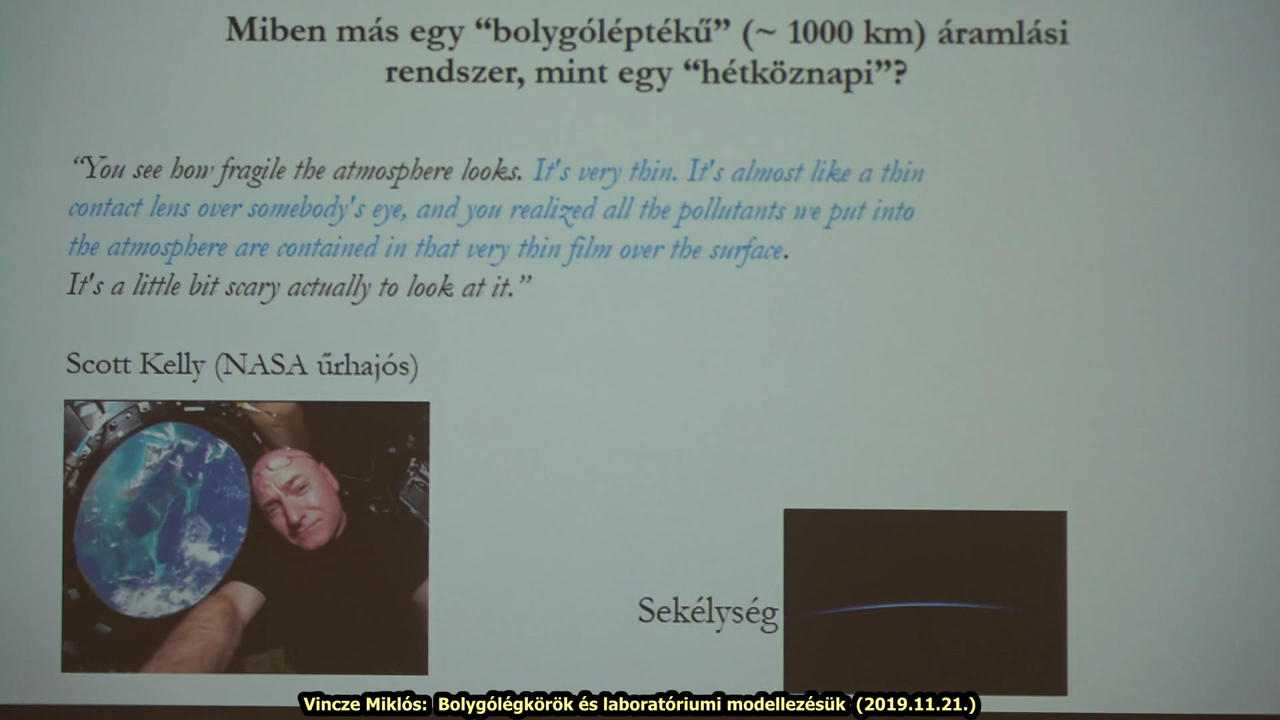 Miben más egy “bolygóléptékű” (~ 1000 km) áramlási
rendszer, mint egy “hétköznapi”?
“You see how fragile the atmosphere looks. It's very thin. It's almost like a thin
contact lens over somebody's eye, and you realized all the pollutants we put into
the atmosphere are contained in that very thin film over the surface.
It's a little bit scary actually to look at it.”
Scott Kelly (NASA űrhajós)
Sekélység
Vincze Miklós: Bolygólégkörök és laboratóriumi modellezésük (2019.11.21.)